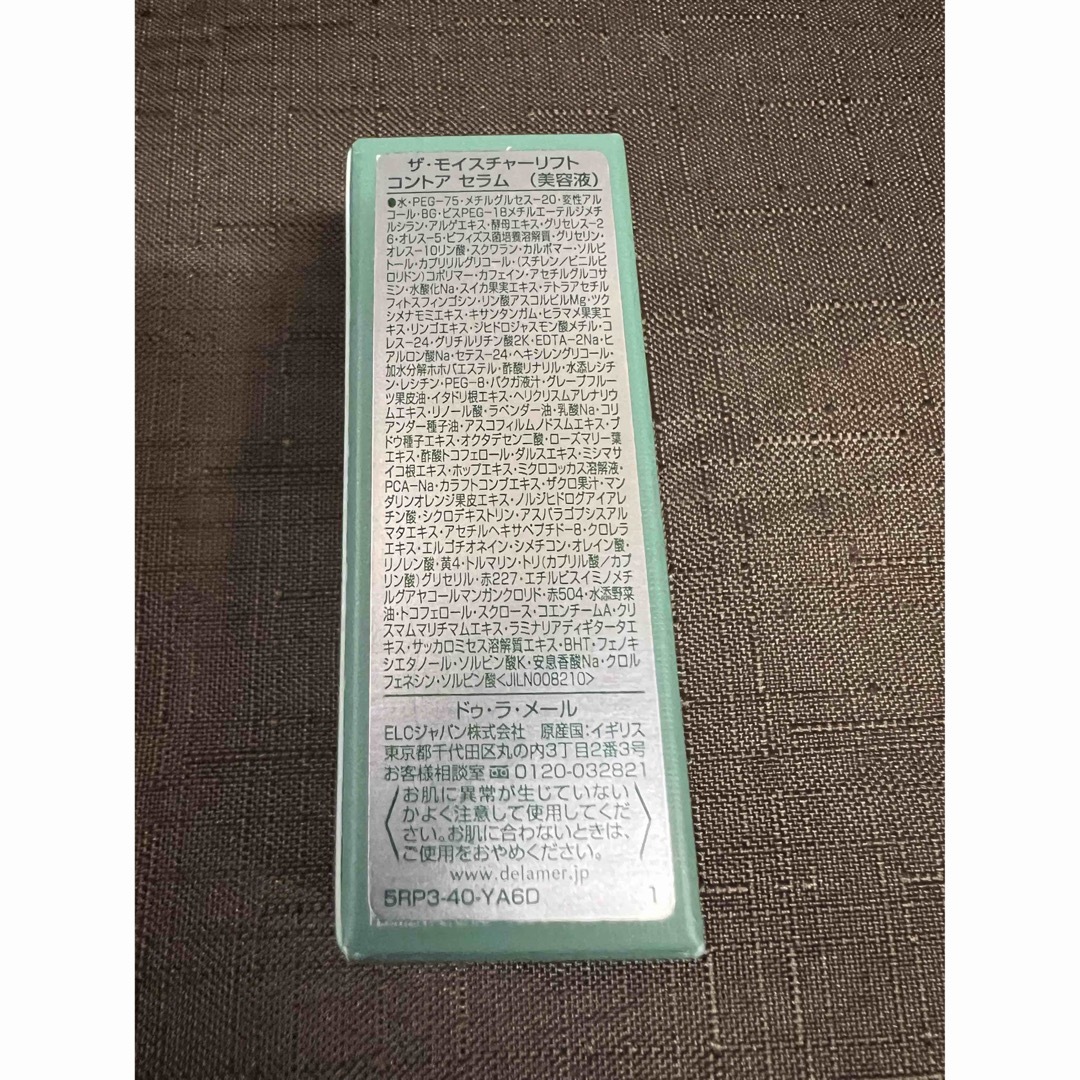 ザ・モイスチャーリフト
コントア セラム （美容液）
●水・PEG-75・メチルグルセス-20・変性アル
コール・BG・ビスPEG-18メチルエーテルジメチ
ルシラン・アルゲエキス・酵母エキス・グリセレス-2
6・オレス-5・ビフィズス菌培養溶解質・グリセリン・
オレス-10リン酸・スクワラン・カルボマー・ソルビ
トール・カプリリルグリコール・(スチレン／ビニルピ
ロリドン)コポリマー・カフェイン・アセチルグルコサ
ミン・水酸化Na・スイカ果実エキス・テトラアセチル
フィトスフィンゴシン・リン酸アスコルビルMg・ツク
シメナモミエキス・キサンタンガム・ヒラマメ果実エ
キス・リンゴエキス・ジヒドロジャスモン酸メチル・コ
レス-24・グリチルリチン酸2K・EDTA-2Na・ヒ
アルロン酸Na・セテス-24・ヘキシレングリコール・
加水分解ホホバエステル・酢酸リナリル・水添レシチ
ン・レシチン・PEG-8・バクガ液汁・グレープフルー
ツ果皮油・イタドリ根エキス・ヘリクリスムアレナリウ
ムエキス・リノール酸・ラベンダー油・乳酸Na・コリ
アンダー種子油・アスコフィルムノドスムエキス・ブ
ドウ種子エキス・オクタデセン二酸・ローズマリー葉
エキス・酢酸トコフェロール・ダルスエキス・ミシマサ
イコ根エキス・ホップエキス・ミクロコッカス溶解液・
PCA-Na・カラフトコンブエキス・ザクロ果汁・マン
ダリンオレンジ果皮エキス・ノルジヒドログアイアレ
チン酸・シクロデキストリン・アスパラゴプシスアル
マタエキス・アセチルヘキサペプチド-8・クロレラ
エキス・エルゴチオネイン・シメチコン・オレイン酸・
リノレン酸・黄4・トルマリン・トリ(カプリル酸／カプ
リン酸)グリセリル・赤227・エチルビスイミノメチ
ルグアヤコールマンガンクロリド・赤504・水添野菜
油・トコフェロール・スクロース・コエンチームA・クリ
スマムマリチマムエキス・ラミナリアディギタータエ
キス・サッカロミセス溶解質エキス・BHT・フェノキ
シエタノール・ソルビン酸K・安息香酸Na・クロル
フェネシン・ソルビン酸<JILN008210>
ドゥ・ラ・メール
ELCジャパン株式会社 原産国：イギリス
東京都千代田区丸の内3丁目2番3号
お客様相談室 0120-032821
お肌に異常が生じていない
かよく注意して使用してくだ
さい。お肌に合わないときは、
ご使用をおやめください。
www.delamer.jp
5RP3-40-YA6D 1